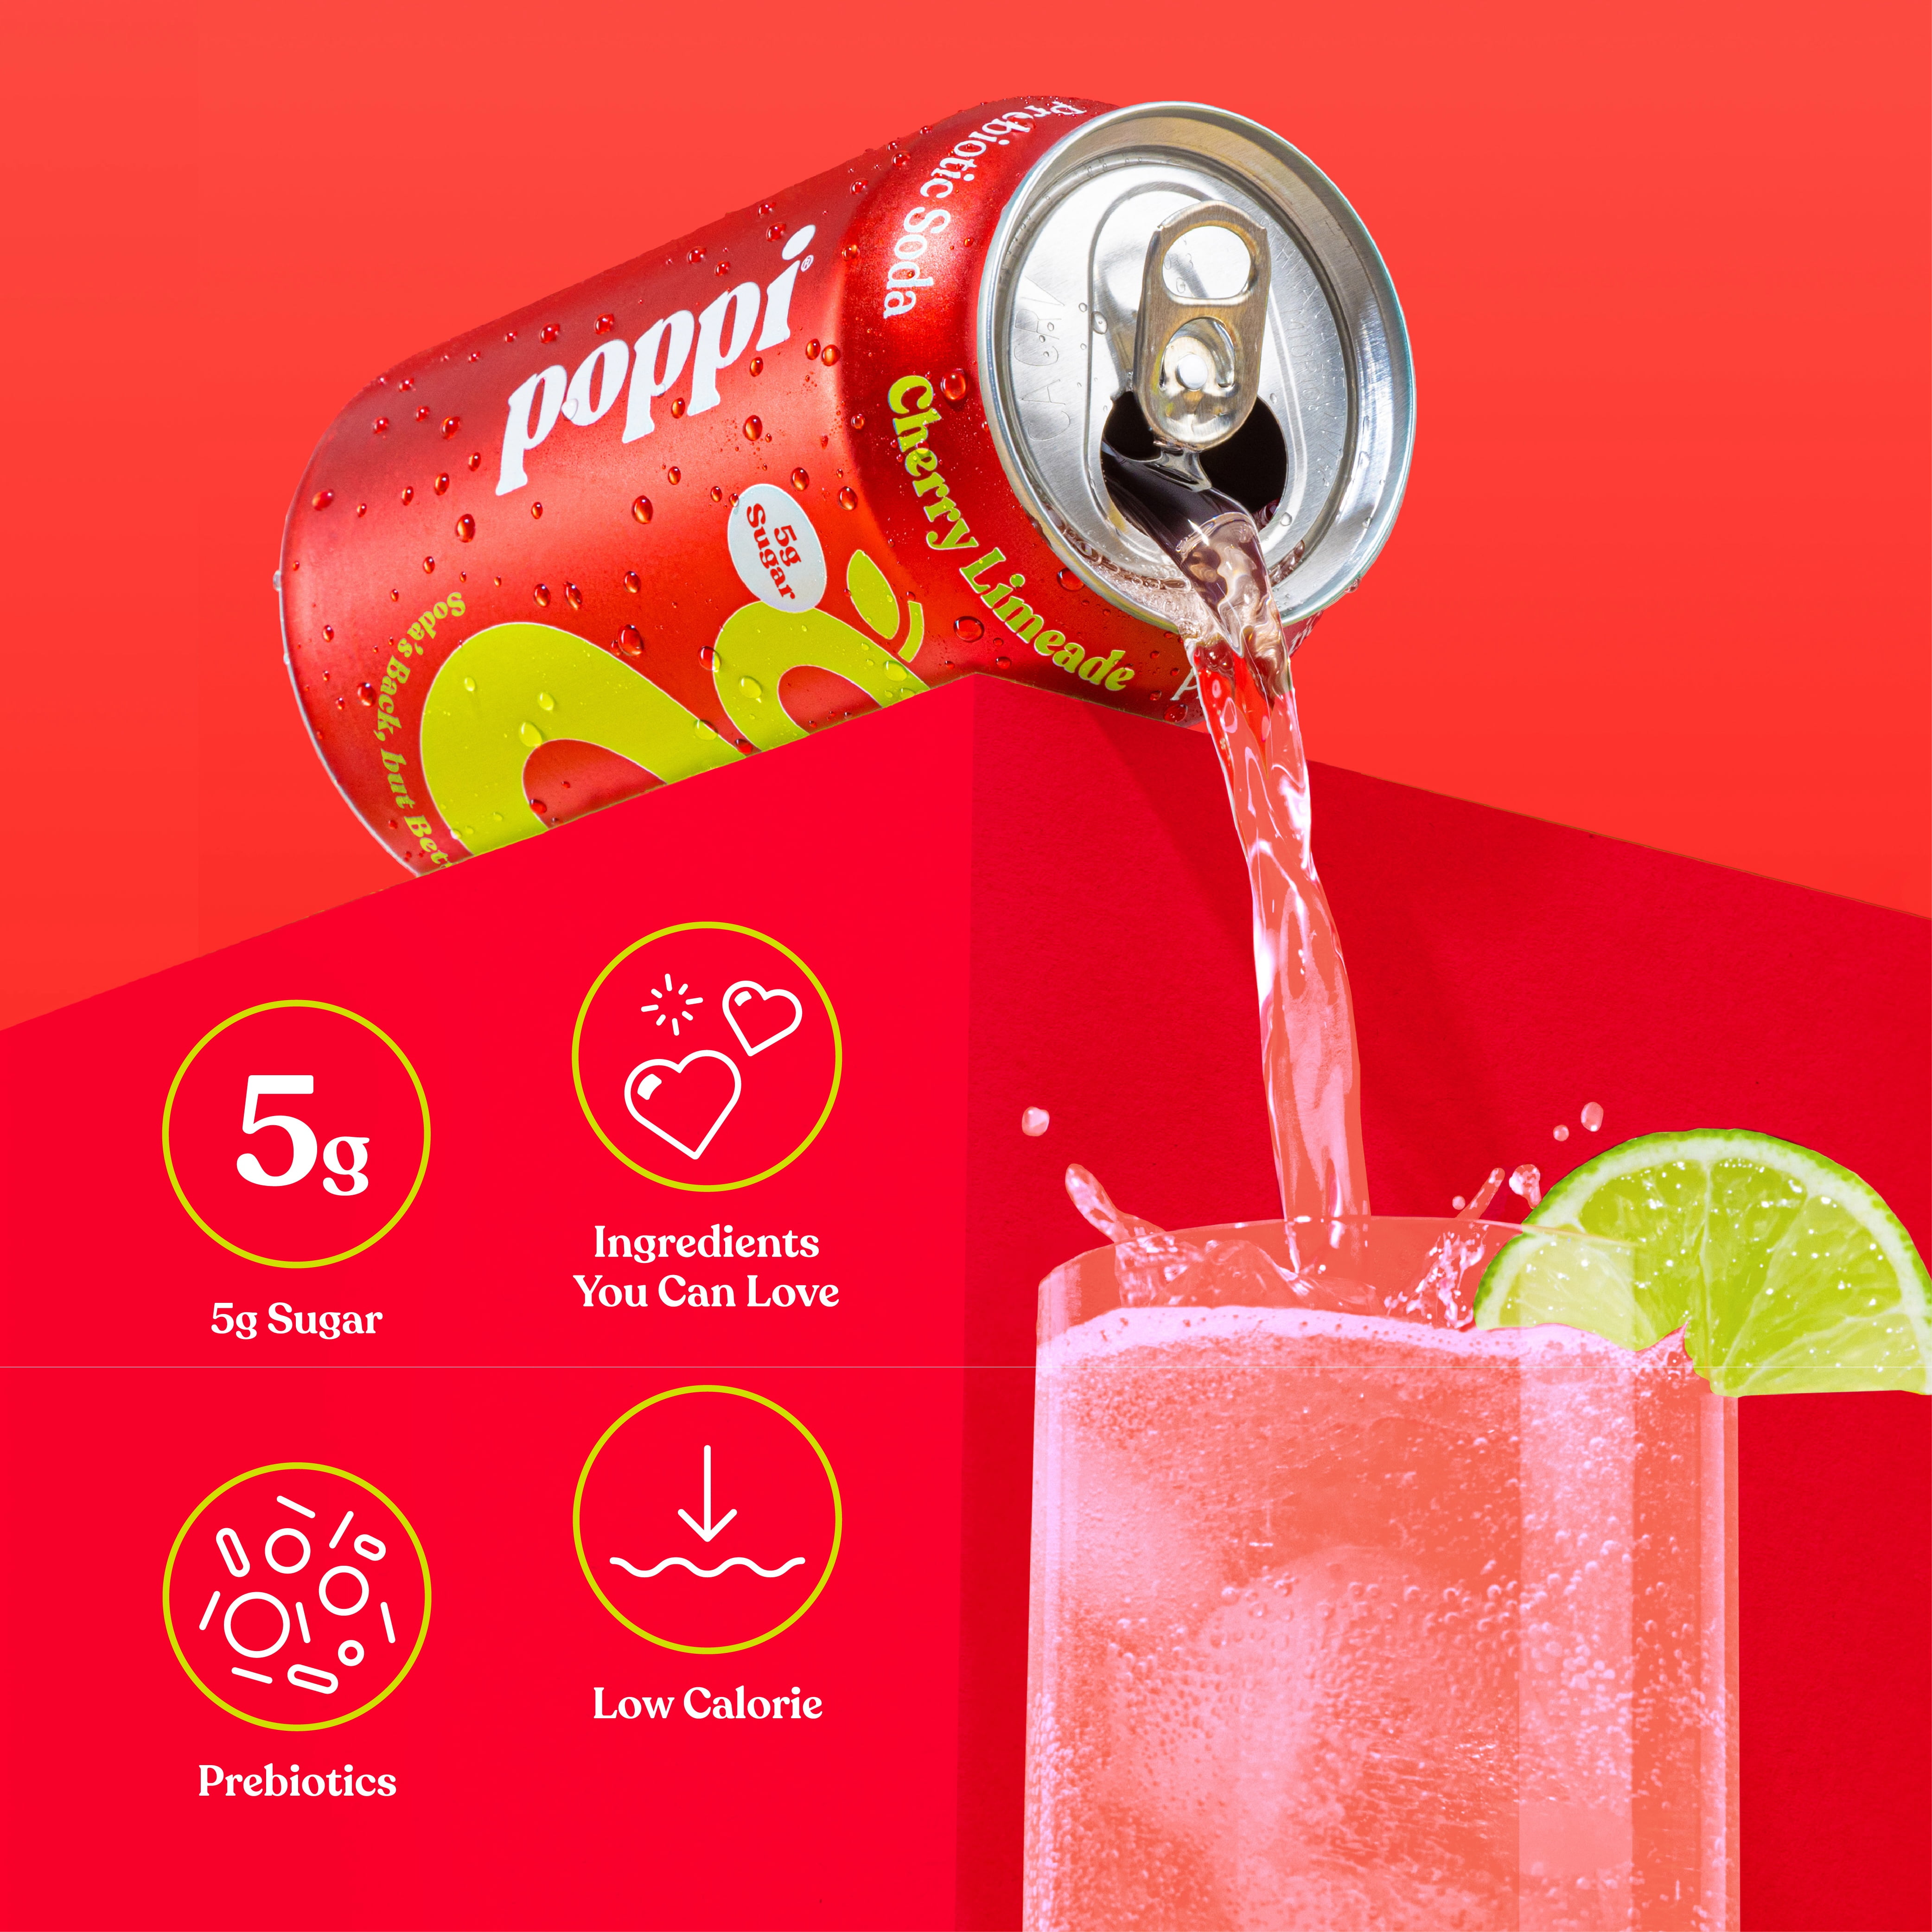 Prebiotic Soda
poppi®
Cherry Limeade
5g
Sugar
Soda's Back, but
5g
5g Sugar
Ingredients
You Can Love
Prebiotics
Low Calorie